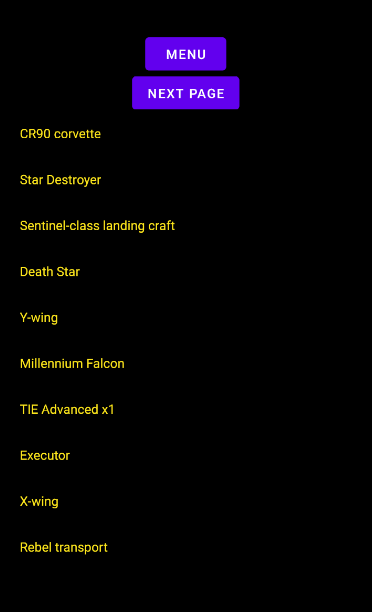 MENU
NEXT PAGE
CR90 corvette
Star Destroyer
Sentinel-class landing craft
Death Star
Y-wing
Millennium Falcon
TIE Advanced x1
Executor
X-wing
Rebel transport